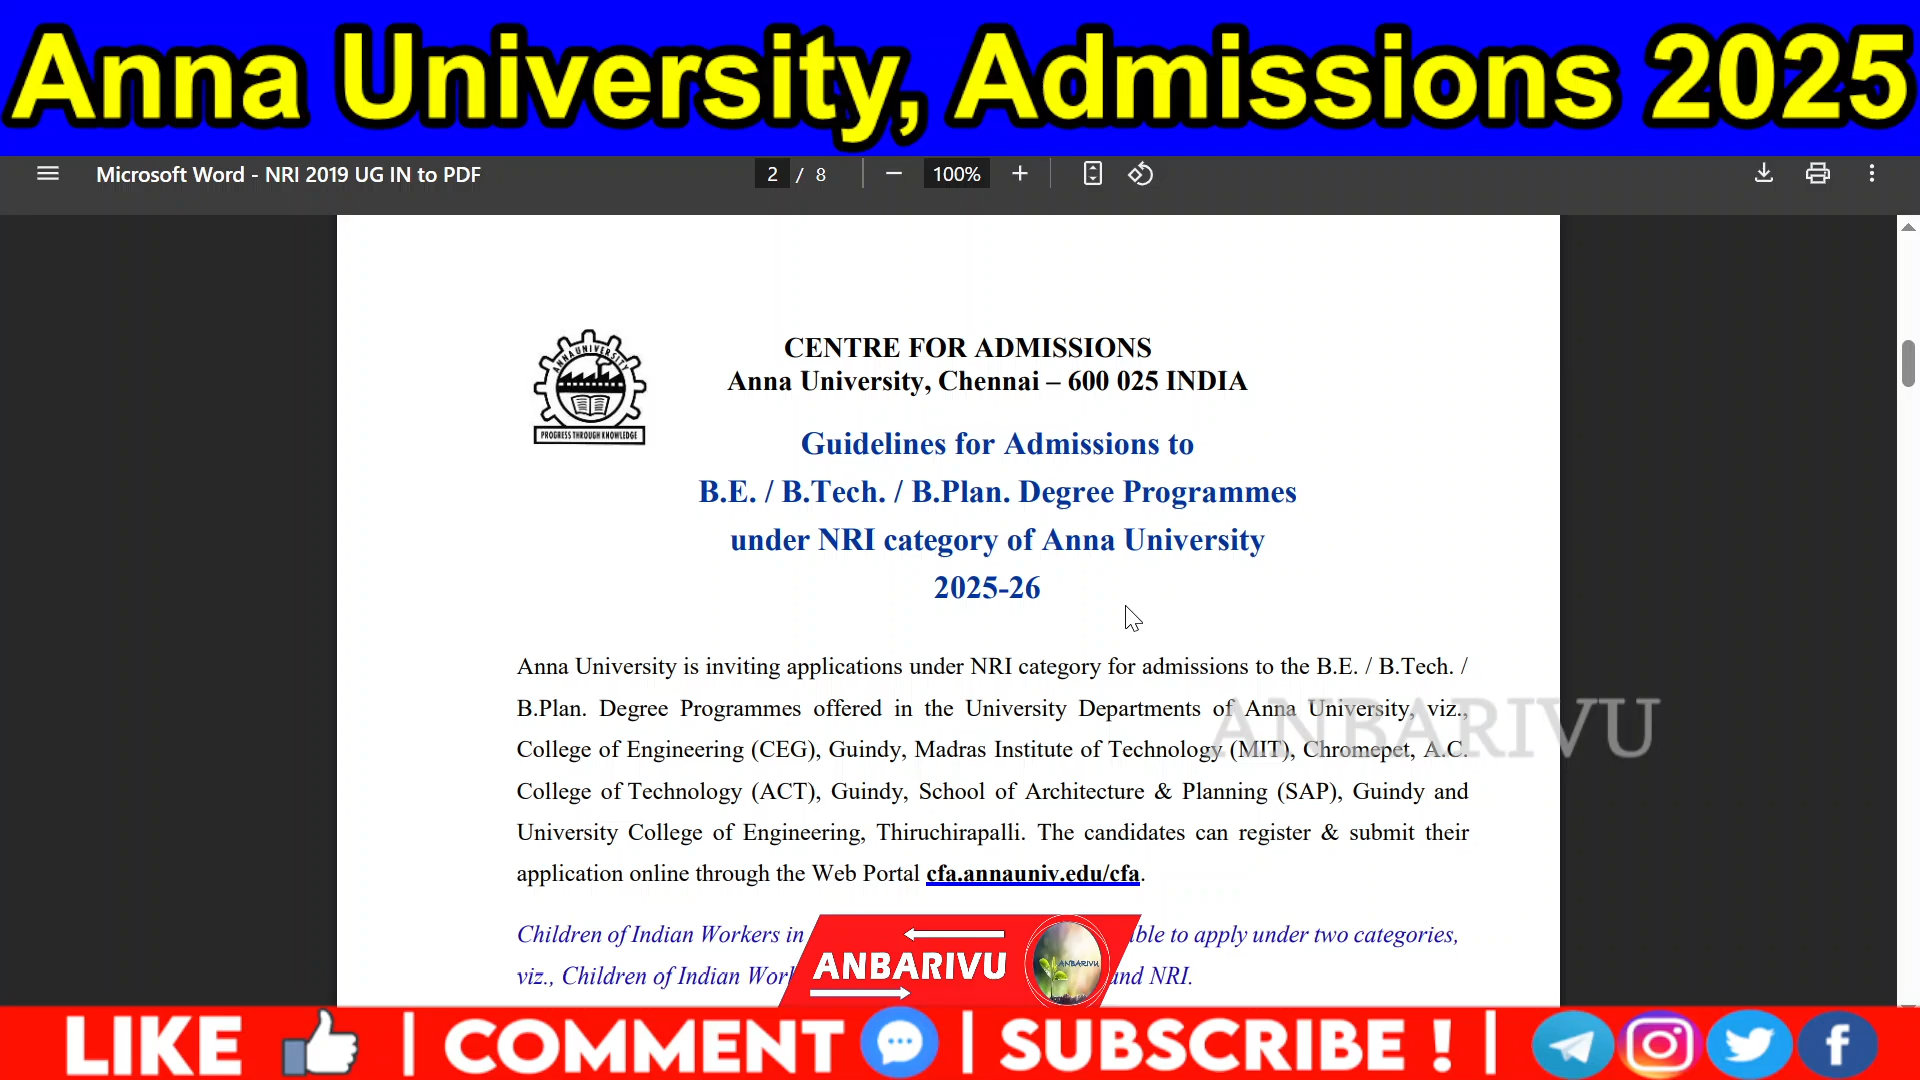 Anna University, Admissions 2025
Microsoft Word - NRI 2019 UG IN to PDF
2 / 8
100%
ANNA UNIVERSITY
PROGRESS THROUGH KNOWLEDGE
CENTRE FOR ADMISSIONS
Anna University, Chennai – 600 025 INDIA
Guidelines for Admissions to
B.E. / B.Tech. / B.Plan. Degree Programmes
under NRI category of Anna University
2025-26
Anna University is inviting applications under NRI category for admissions to the B.E. / B.Tech. /
B.Plan. Degree Programmes offered in the University Departments of Anna University, viz.,
College of Engineering (CEG), Guindy, Madras Institute of Technology (MIT), Chromepet, A.C.
College of Technology (ACT), Guindy, School of Architecture & Planning (SAP), Guindy and
University College of Engineering, Thiruchirapalli. The candidates can register & submit their
application online through the Web Portal cfa.annauniv.edu/cfa.
ANBARIVU
Children of Indian Workers in to apply under two categories,
viz., Children of Indian and NRI.
ANBARIVU
ANBARIVU
LIKE | COMMENT | SUBSCRIBE ! |